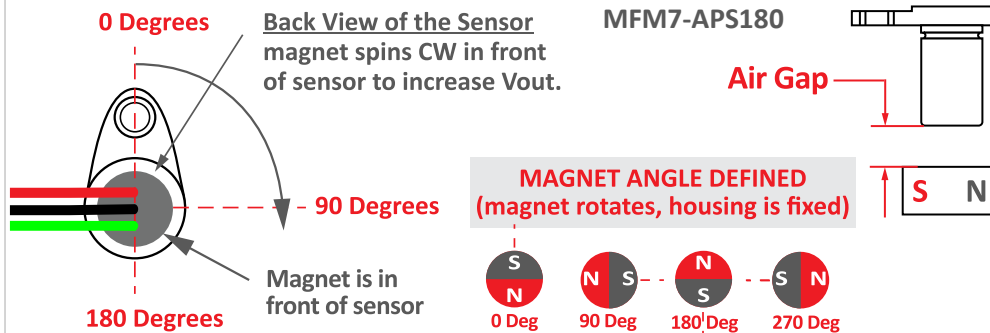 0 Degrees
Back View of the Sensor
magnet spins CW in front
of sensor to increase Vout.
MFM7-APS180
Air Gap
90 Degrees
MAGNET ANGLE DEFINED
(magnet rotates, housing is fixed)
S N
Magnet is in
front of sensor
180 Degrees
S
N
0 Deg
N S
90 Deg
N
S
180 Deg
S N
270 Deg